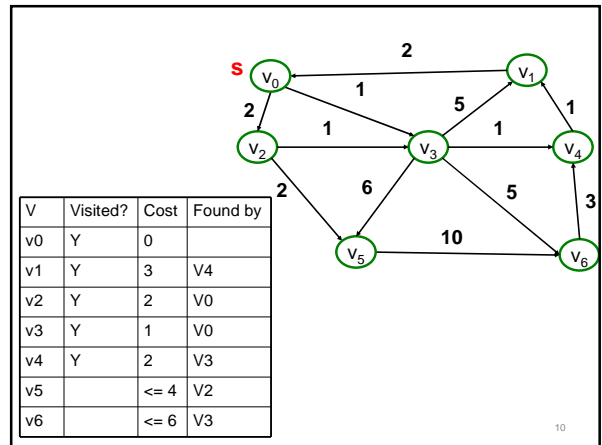 2
S
v0
v1
1
2
5
1
1
1
v2
v3
v4
2
6
5
3
10
v5
v6
V Visited? Cost Found by
v0 Y 0
v1 Y 3 V4
v2 Y 2 V0
v3 Y 1 V0
v4 Y 2 V3
v5 <= 4 V2
v6 <= 6 V3
10